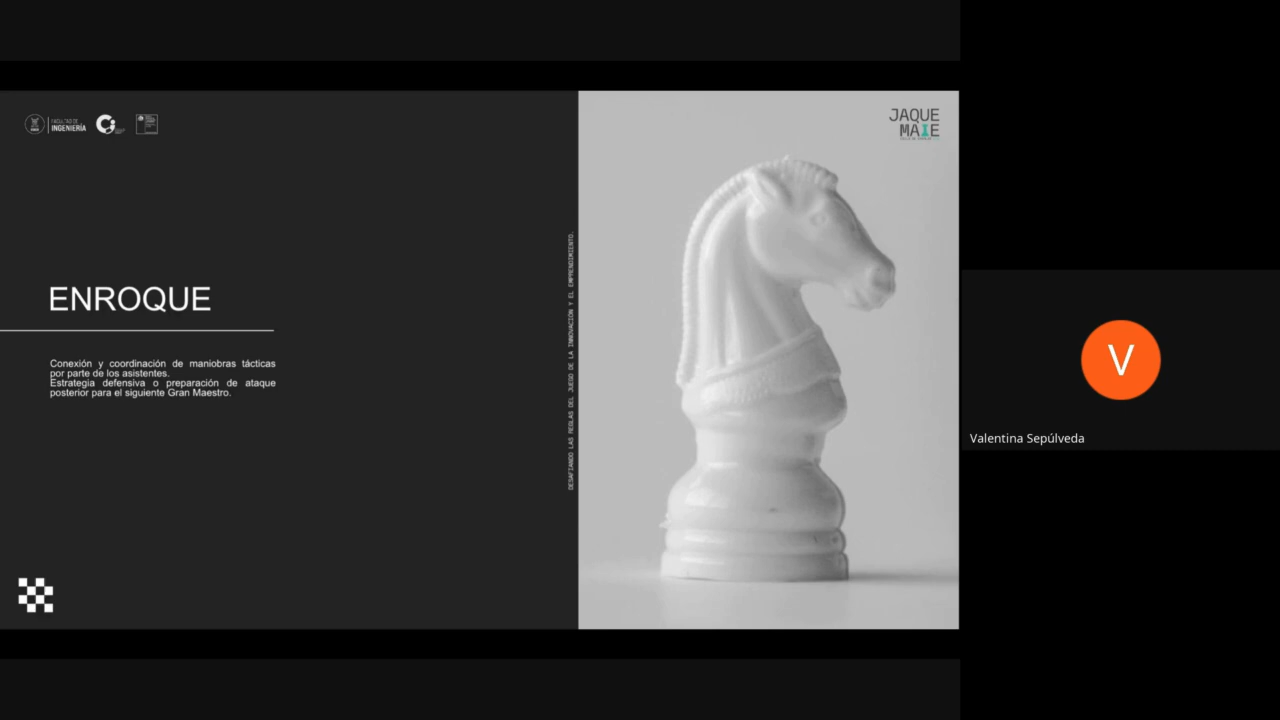 FACULTAD DE
INGENIERÍA
JAQUE
MATE
ENROQUE
Conexión y coordinación de maniobras tácticas
por parte de los asistentes.
Estrategia defensiva o preparación de ataque
posterior para el siguiente Gran Maestro.
DESAFIANDO LAS REGLAS DEL JUEGO DE LA INNOVACIÓN Y EL EMPRENDIMIENTO.
V
Valentina Sepúlveda